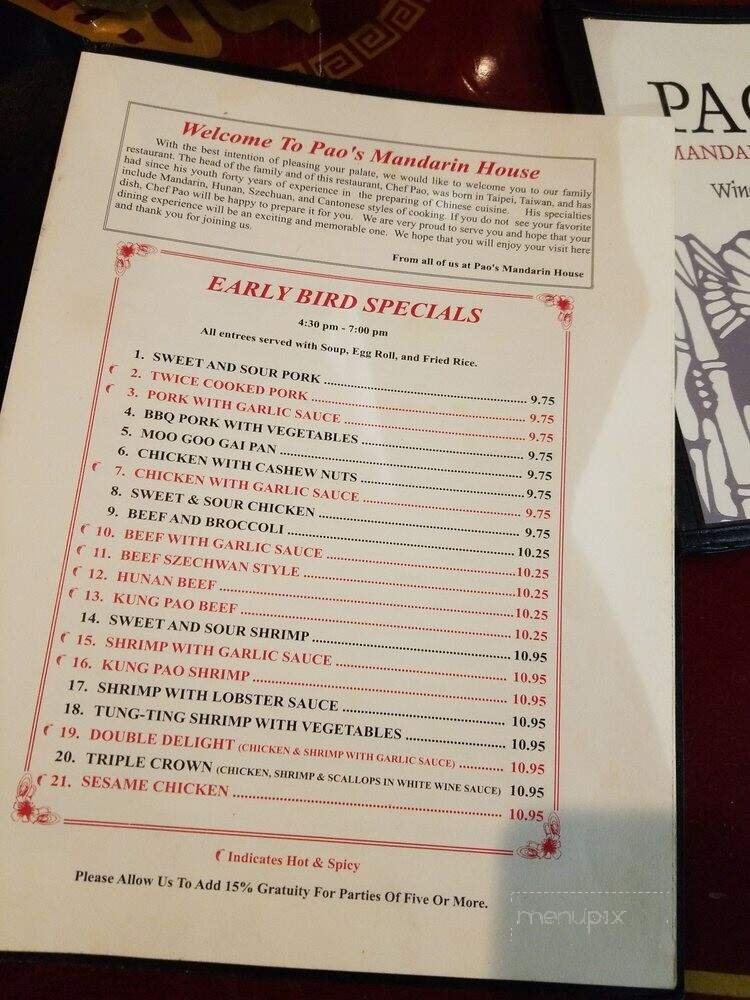 Welcome To Pao's Mandarin House
With the best intention of pleasing your palate, we would like to welcome you to our family
restaurant. The head of the family and of this restaurant, Chef Pao, was born in Taipei, Taiwan, and has
had since his youth forty years of experience in the preparing of Chinese cuisine. His specialties
include Mandarin, Hunan, Szechuan, and Cantonese styles of cooking. If you do not see your favorite
dish, Chef Pao will be happy to prepare it for you. We are very proud to serve you and hope that your
dining experience will be an exciting and memorable one. We hope that you will enjoy your visit here
and thank you for joining us.
From all of us at Pao's Mandarin House
EARLY BIRD SPECIALS
4:30 pm - 7:00 pm
All entrees served with Soup, Egg Roll, and Fried Rice.
1. SWEET AND SOUR PORK 9.75
2. TWICE COOKED PORK 9.75
3. PORK WITH GARLIC SAUCE 9.75
4. BBQ PORK WITH VEGETABLES 9.75
5. MOO GOO GAI PAN 9.75
6. CHICKEN WITH CASHEW NUTS 9.75
7. CHICKEN WITH GARLIC SAUCE 9.75
8. SWEET & SOUR CHICKEN 9.75
9. BEEF AND BROCCOLI 10.25
10. BEEF WITH GARLIC SAUCE 10.25
11. BEEF SZECHWAN STYLE 10.25
12. HUNAN BEEF 10.25
13. KUNG PAO BEEF 10.25
14. SWEET AND SOUR SHRIMP 10.95
15. SHRIMP WITH GARLIC SAUCE 10.95
16. KUNG PAO SHRIMP 10.95
17. SHRIMP WITH LOBSTER SAUCE 10.95
18. TUNG-TING SHRIMP WITH VEGETABLES 10.95
19. DOUBLE DELIGHT (CHICKEN & SHRIMP WITH GARLIC SAUCE) 10.95
20. TRIPLE CROWN (CHICKEN, SHRIMP & SCALLOPS IN WHITE WINE SAUCE) 10.95
21. SESAME CHICKEN 10.95
Indicates Hot & Spicy
Please Allow Us To Add 15% Gratuity For Parties Of Five Or More.
PAO
MANDA
Win
menupix